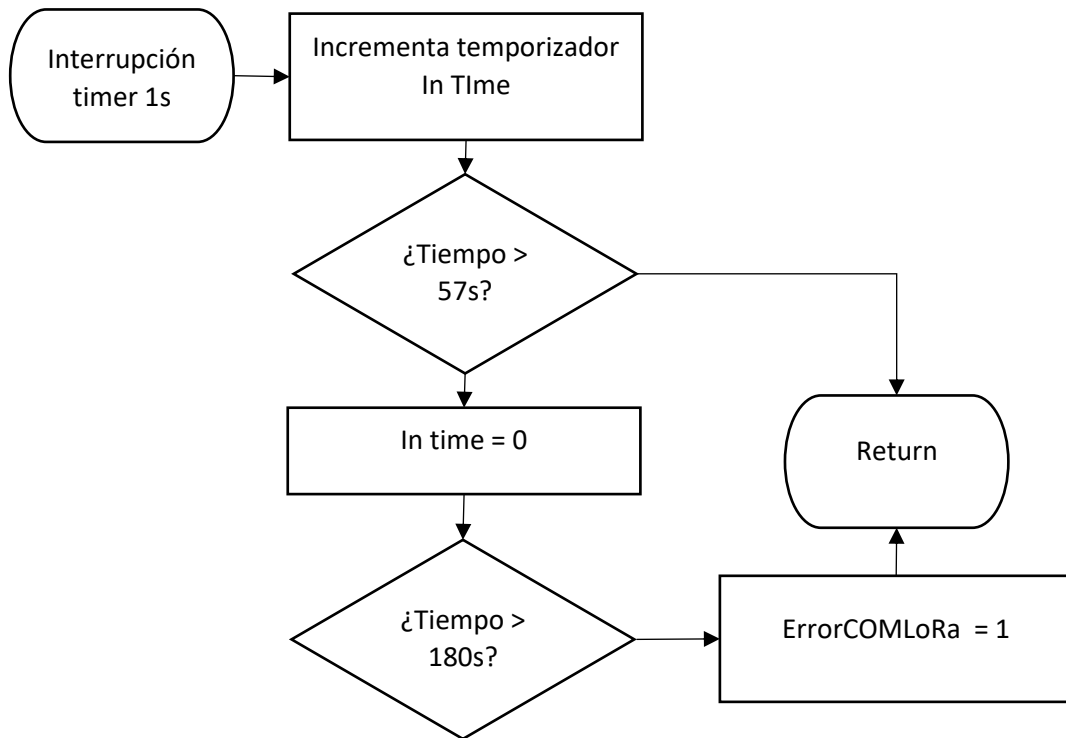 Interrupción
timer 1s
Incrementa temporizador
In TIme
¿Tiempo >
57s?
In time = 0
Return
¿Tiempo >
180s?
ErrorCOMLoRa = 1